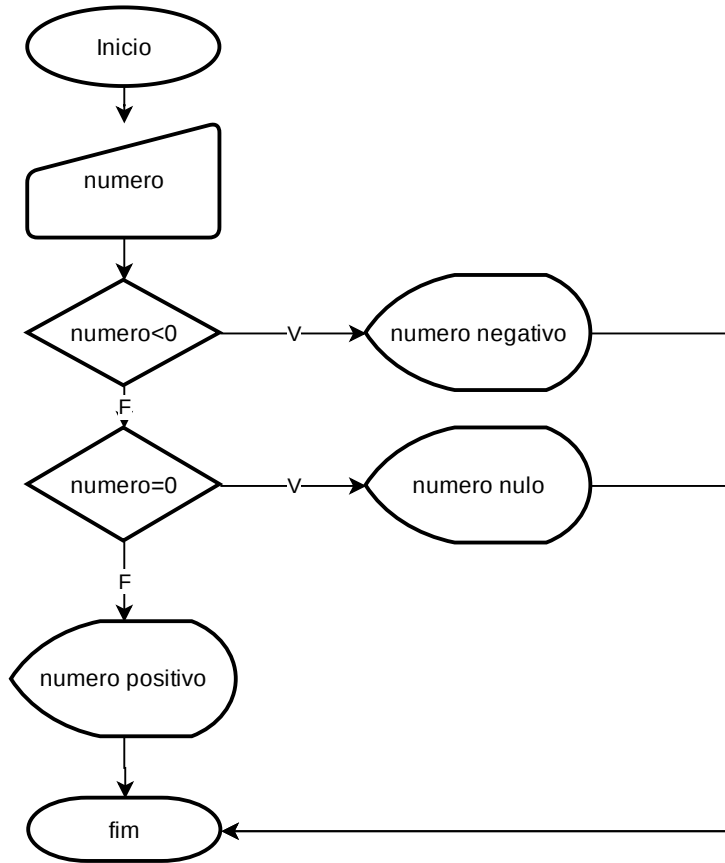 Inicio
numero
numero<0
V
numero negativo
F
numero=0
V
numero nulo
F
numero positivo
fim